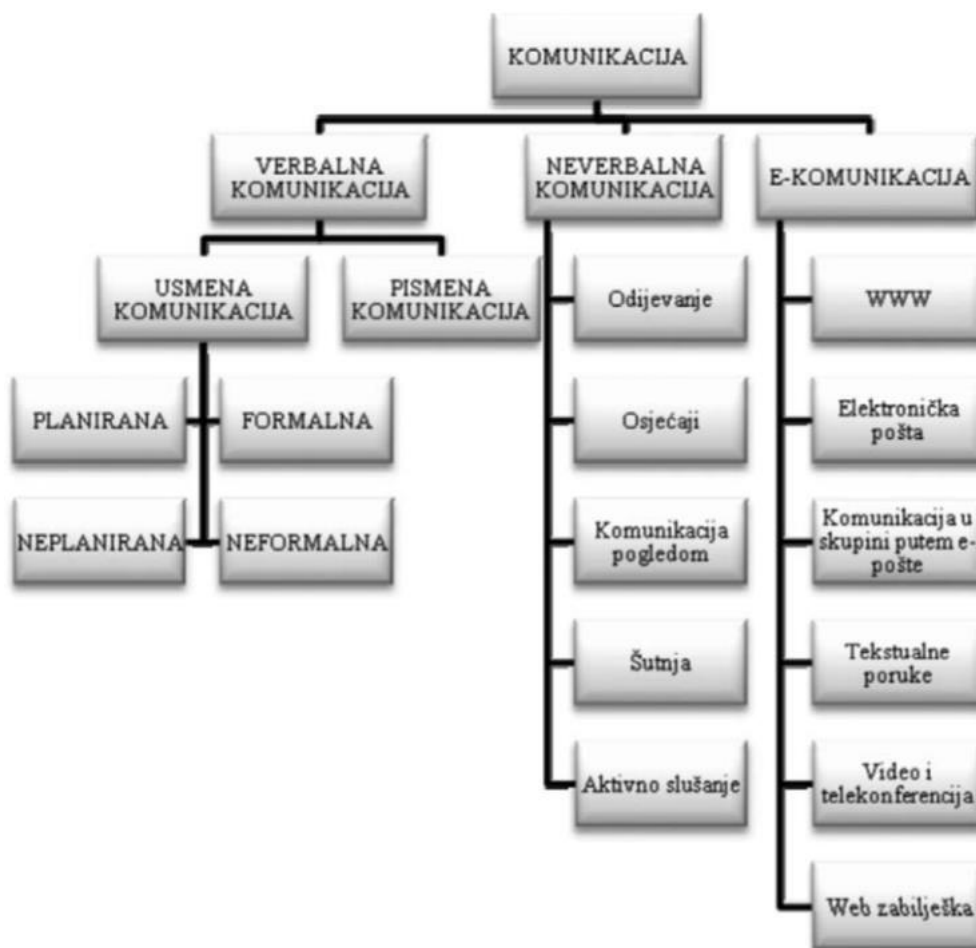 KOMUNIKACIJA
VERBALNA
KOMUNIKACIJA
NEVERBALNA
KOMUNIKACIJA
E-KOMUNIKACIJA
USMENA
KOMUNIKACIJA
PISMENA
KOMUNIKACIJA
PLANIRANA
FORMALNA
NEPLANIRANA
NEFORMALNA
Odijevanje
Osjećaji
Komunikacija
pogledom
Šutnja
Aktivno slušanje
WWW
Elektronička
pošta
Komunikacija u
skupini putem e-
pošte
Tekstualne
poruke
Video i
telekonferencija
Web zabilješka